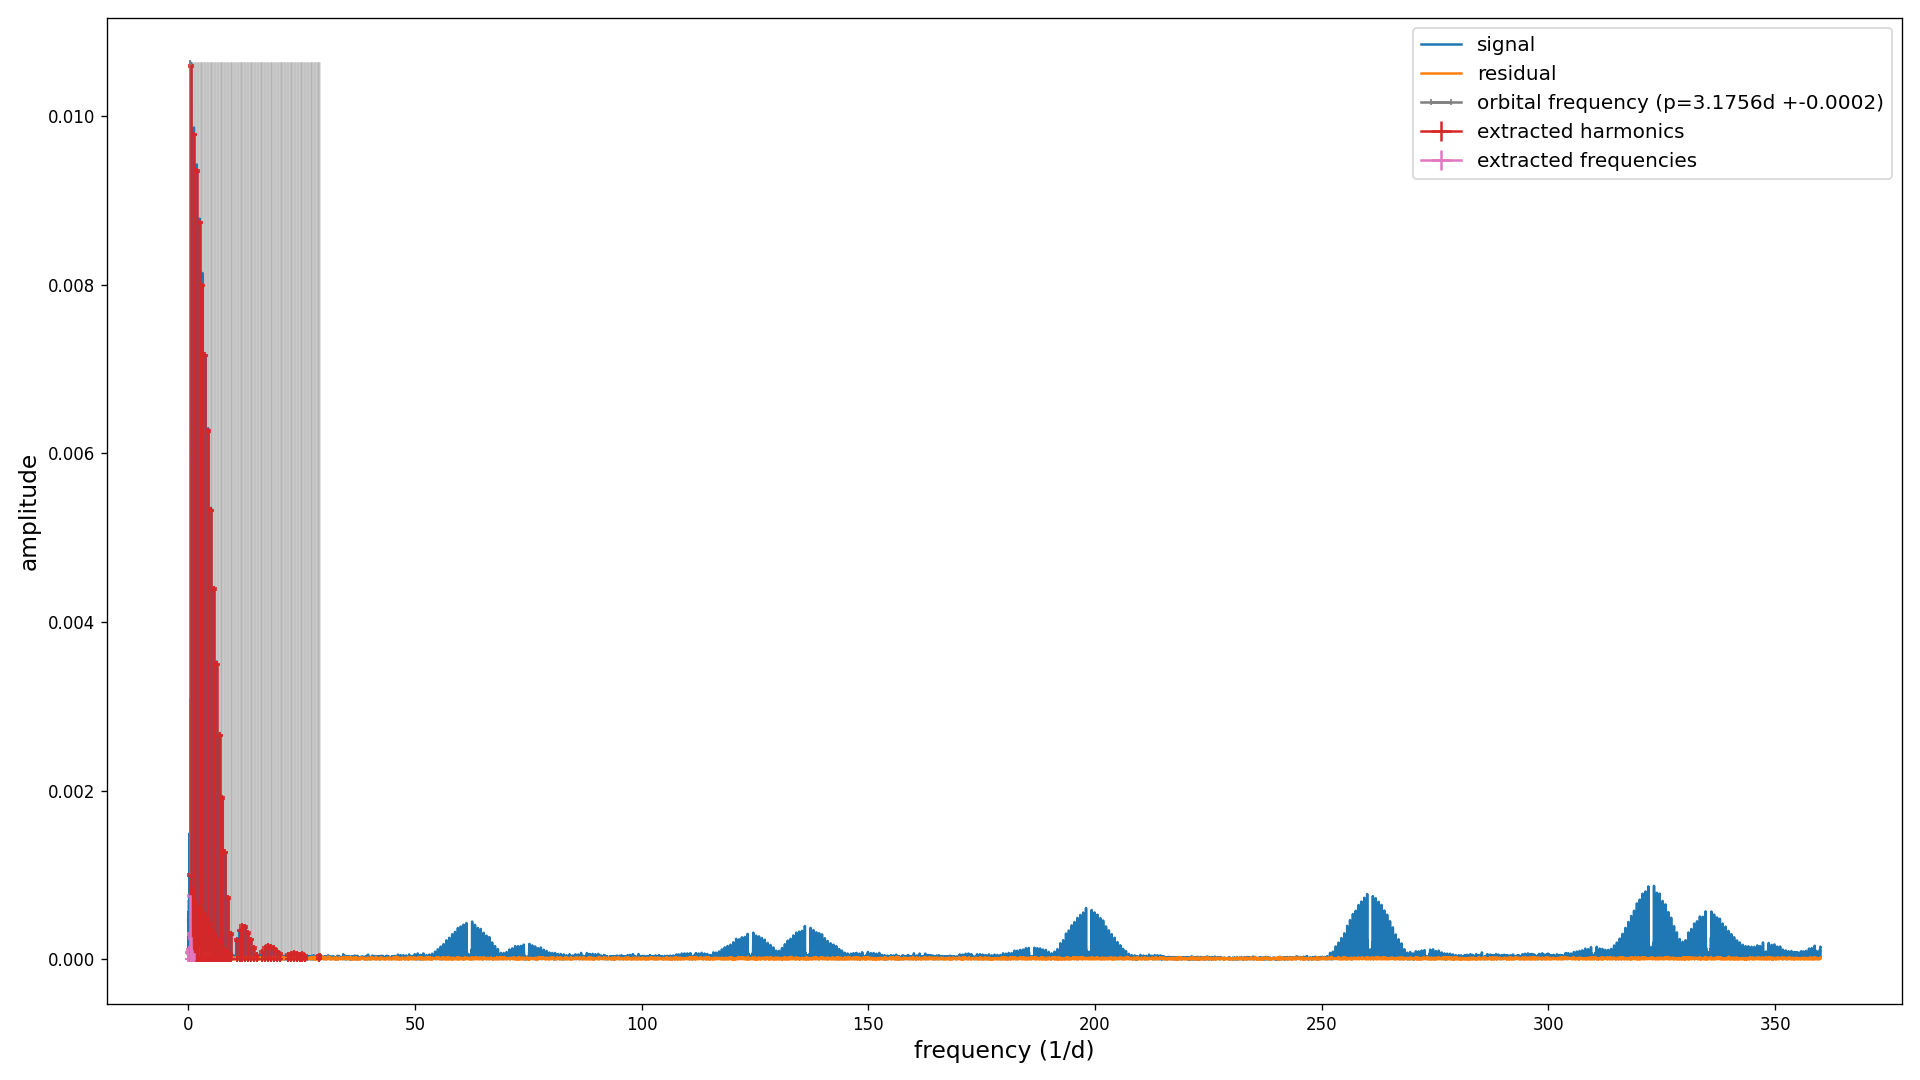 signal
residual
orbital frequency (p=3.1756d +-0.0002)
extracted harmonics
extracted frequencies
amplitude
0.010
0.008
0.006
0.004
0.002
0.000
0 50 100 150 200 250 300 350
frequency (1/d)